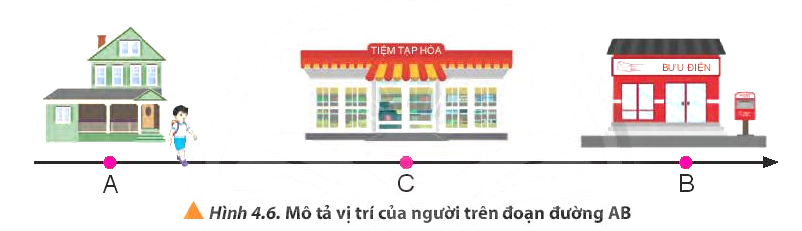 TIỆM TẠP HÓA
BƯU ĐIỆN
A
C
B
Hình 4.6. Mô tả vị trí của người trên đoạn đường AB